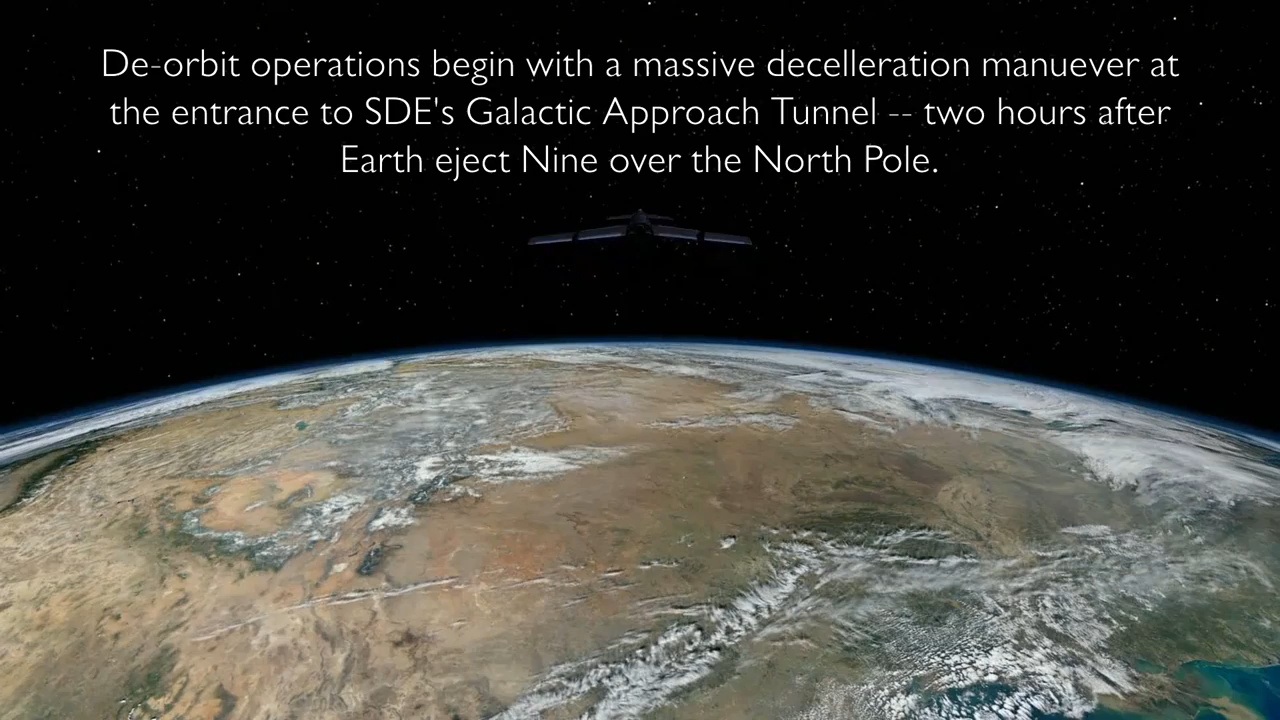 De-orbit operations begin with a massive decelleration manuever at
the entrance to SDE's Galactic Approach Tunnel -- two hours after
Earth eject Nine over the North Pole.